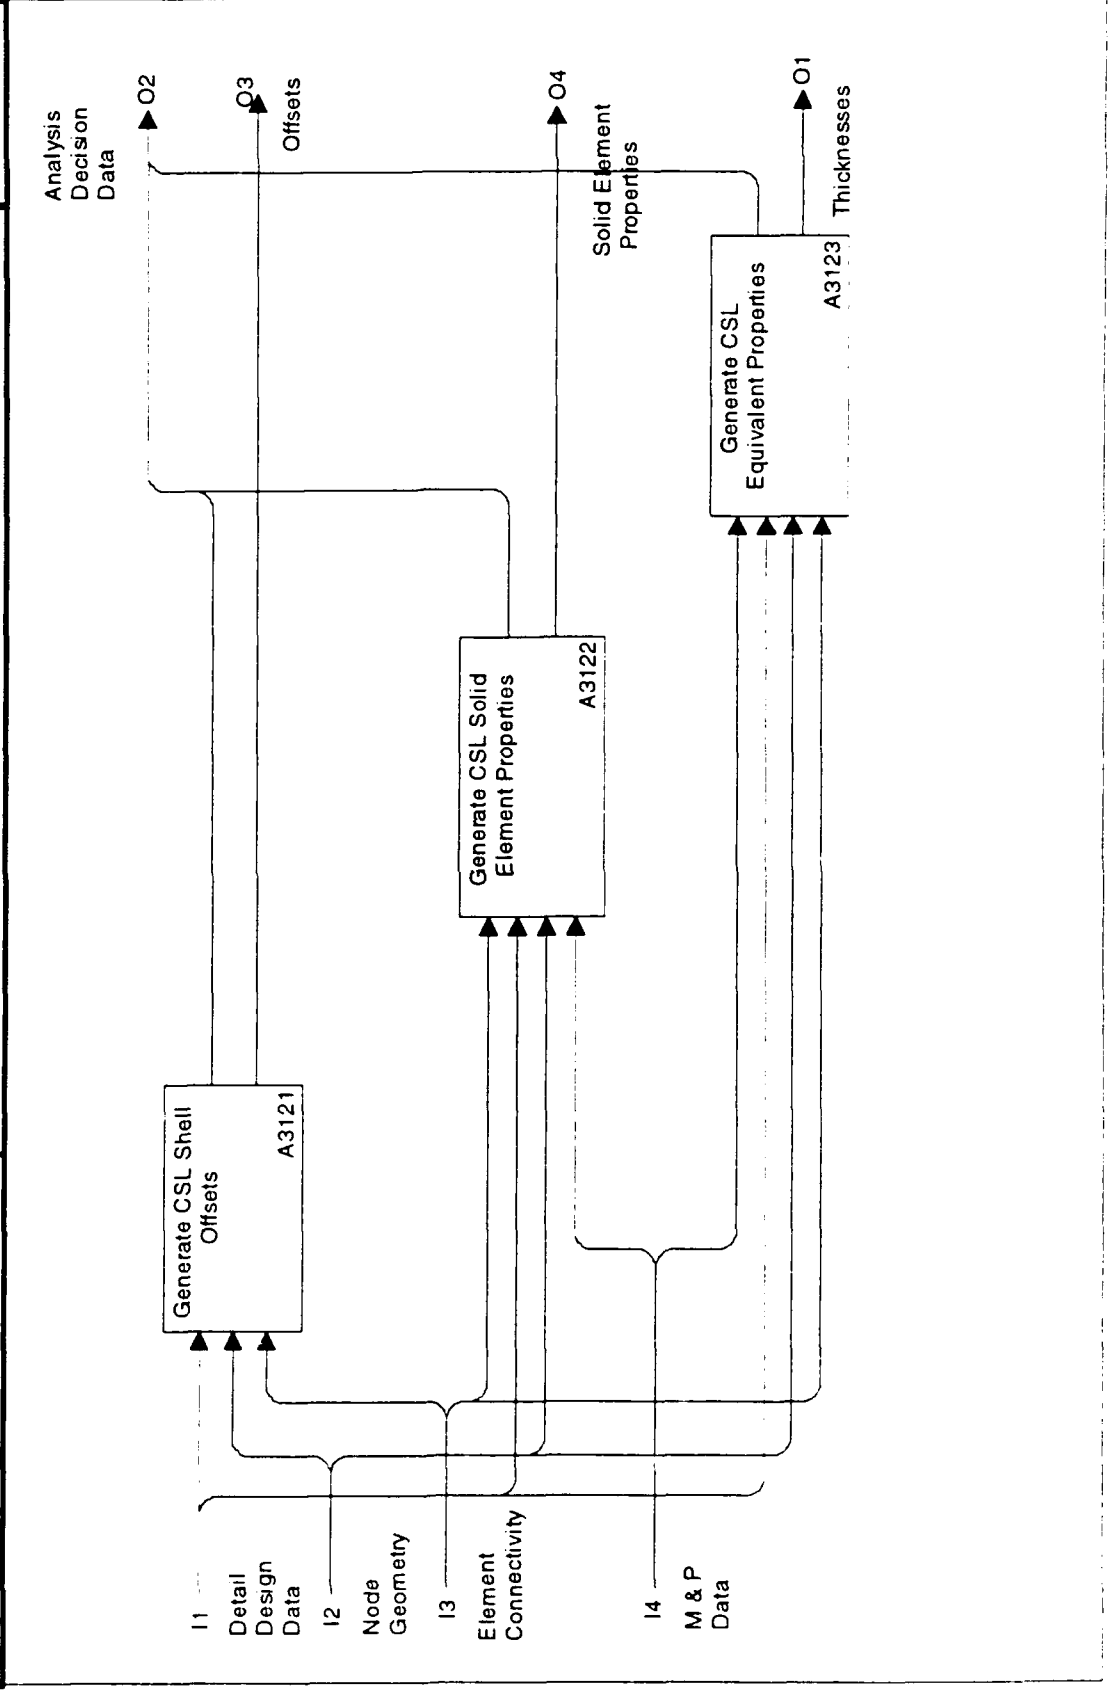 I1
Detail
Design
Data
I2
Node
Geometry
I3
Element
Connectivity
I4
M & P
Data
Generate CSL Shell
Offsets
A3121
Generate CSL Solid
Element Properties
A3122
Generate CSL
Equivalent Properties
A3123
Analysis
Decision
Data
O2
O3
Offsets
O4
Solid Element
Properties
O1
Thicknesses